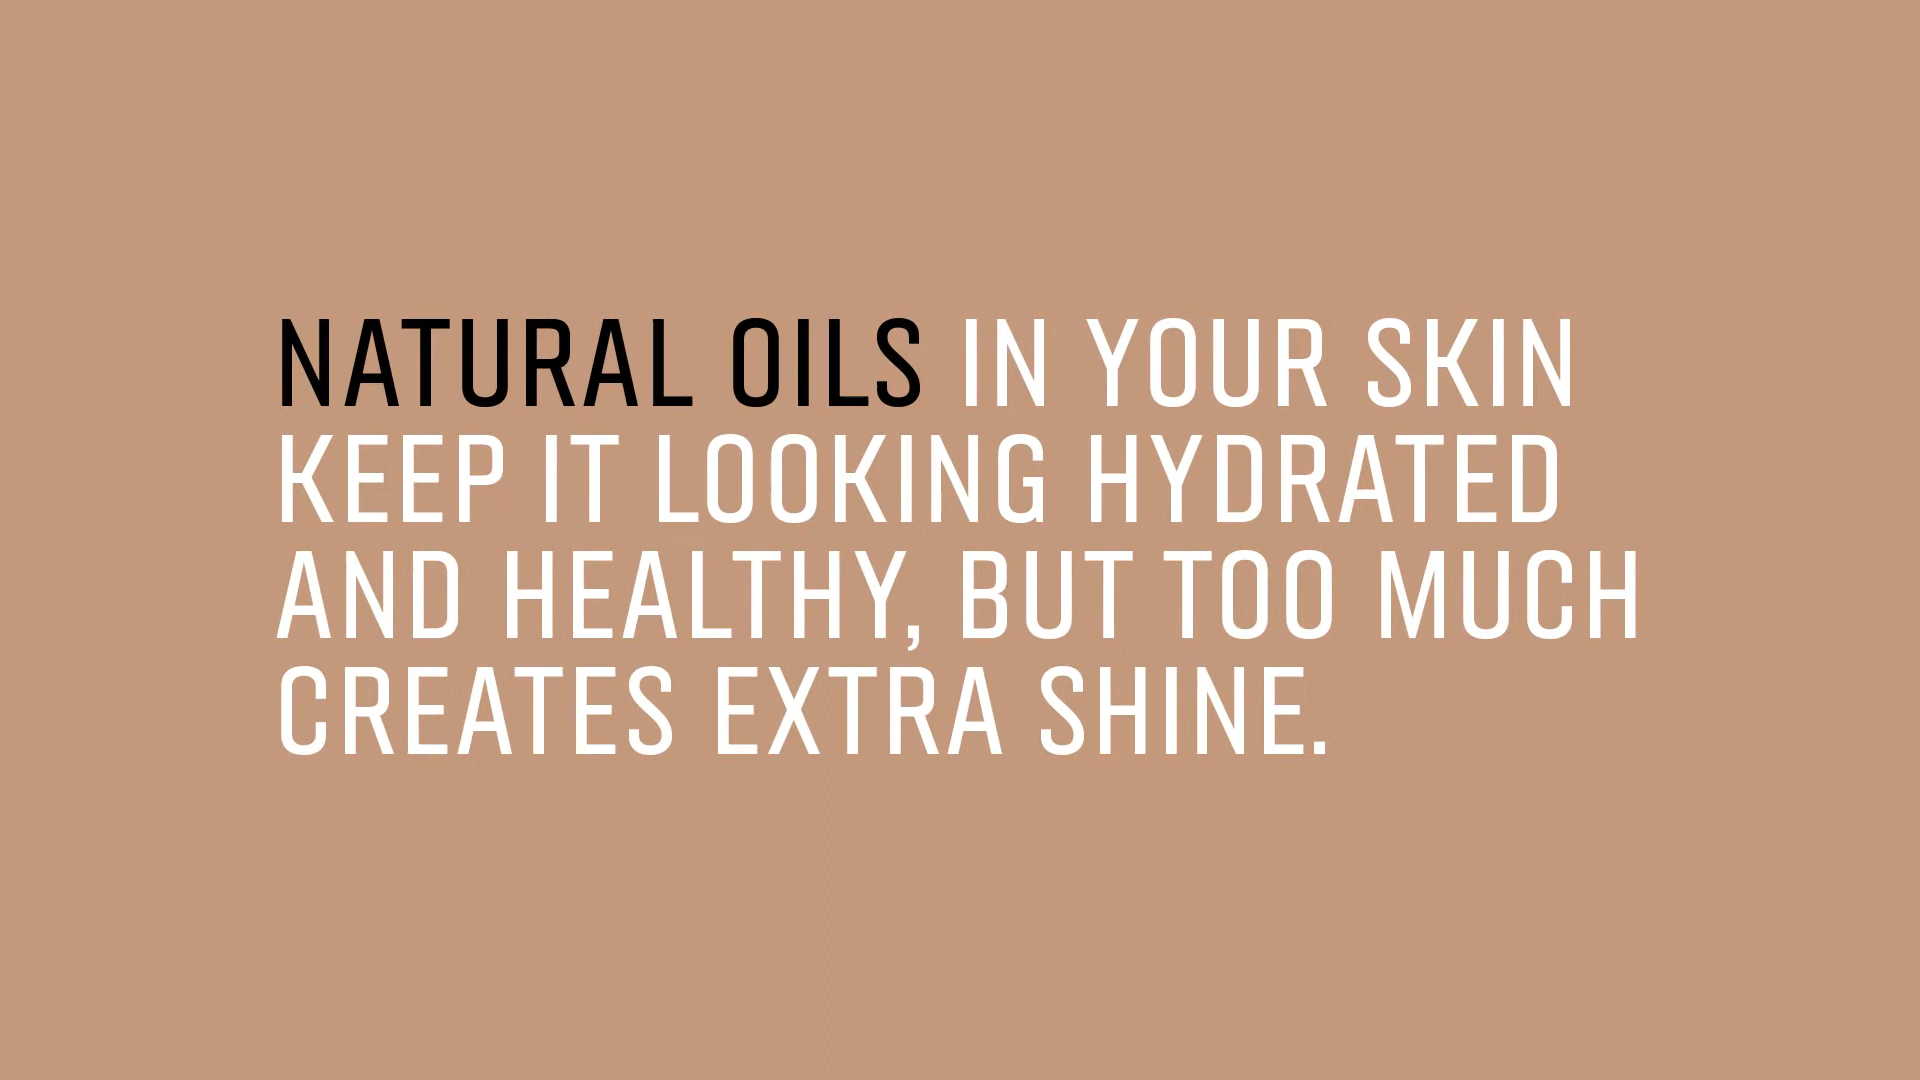 NATURAL OILS IN YOUR SKIN
KEEP IT LOOKING HYDRATED
AND HEALTHY, BUT TOO MUCH
CREATES EXTRA SHINE.